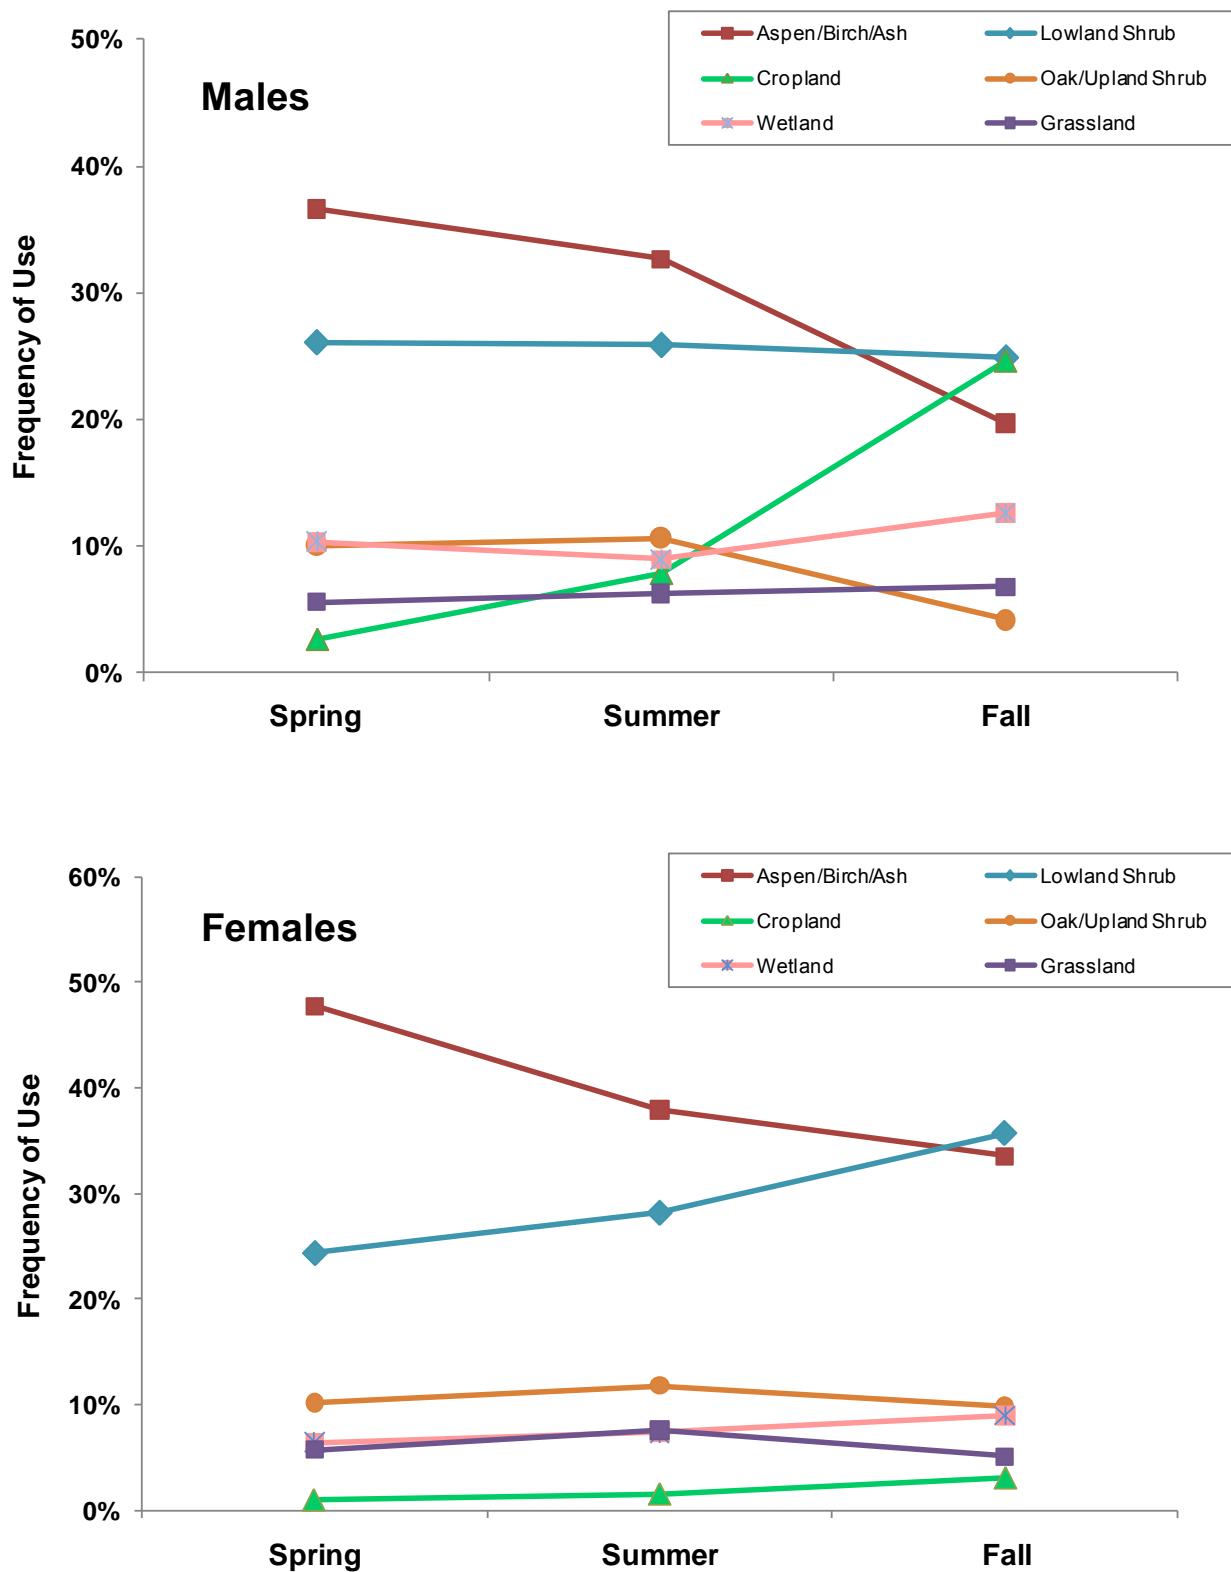 Aspen/Birch/Ash Lowland Shrub
Cropland Oak/Upland Shrub
Wetland Grassland
Males
Frequency of Use
50%
40%
30%
20%
10%
0%
Spring Summer Fall
Aspen/Birch/Ash Lowland Shrub
Cropland Oak/Upland Shrub
Wetland Grassland
Females
Frequency of Use
60%
50%
40%
30%
20%
10%
0%
Spring Summer Fall